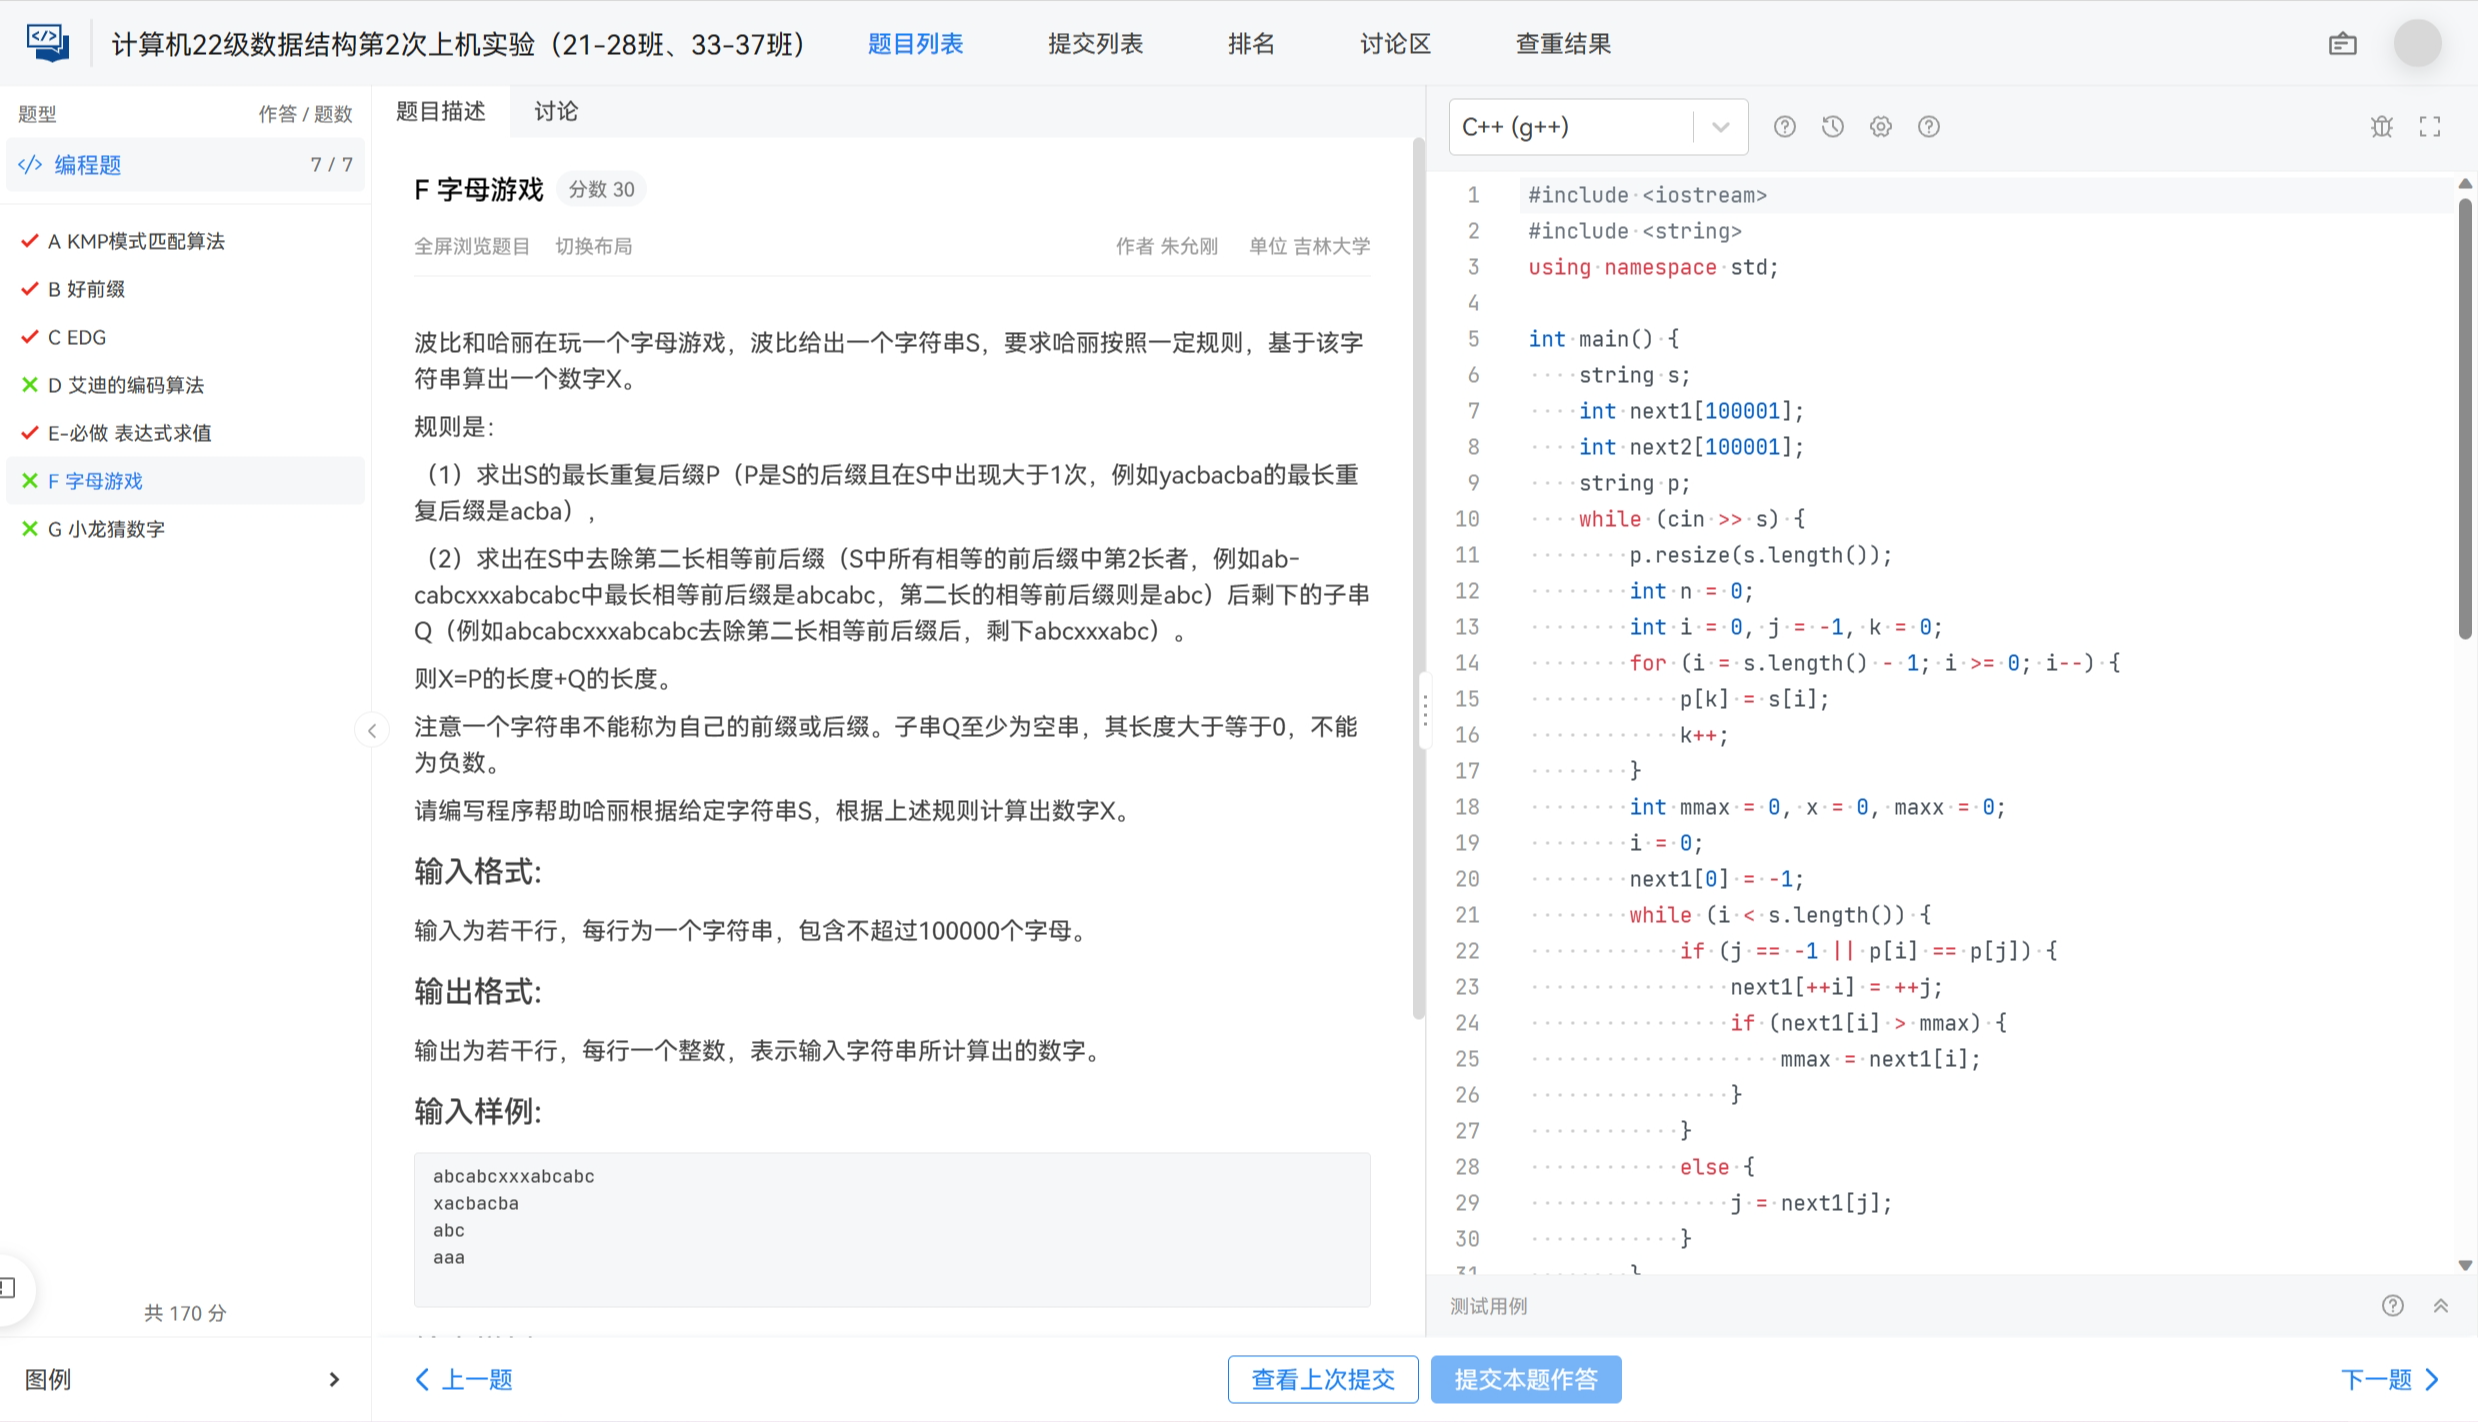 计算机22级数据结构第2次上机实验（21-28班、33-37班）
题目列表
提交列表
排名
讨论区
查重结果
题型
作答 / 题数
编程题
7 / 7
A KMP模式匹配算法
B 好前缀
C EDG
D 艾迪的编码算法
E-必做 表达式求值
F 字母游戏
G 小龙猜数字
共 170 分
图例
题目描述
讨论
F 字母游戏
分数 30
全屏浏览题目
切换布局
作者 朱允刚
单位 吉林大学
波比和哈丽在玩一个字母游戏，波比给出一个字符串S，要求哈丽按照一定规则，基于该字
符串算出一个数字X。
规则是：
（1）求出S的最长重复后缀P（P是S的后缀且在S中出现大于1次，例如yacbacba的最长重
复后缀是acba），
（2）求出在S中去除第二长相等前后缀（S中所有相等的前后缀中第2长者，例如ab-
cabcxxxabcabc中最长相等前后缀是abcabc，第二长的相等前后缀则是abc）后剩下的子串
Q（例如abcabcxxxabcabc去除第二长相等前后缀后，剩下abcxxxabc）。
则X=P的长度+Q的长度。
注意一个字符串不能称为自己的前缀或后缀。子串Q至少为空串，其长度大于等于0，不能
为负数。
请编写程序帮助哈丽根据给定字符串S，根据上述规则计算出数字X。
输入格式:
输入为若干行，每行为一个字符串，包含不超过100000个字母。
输出格式:
输出为若干行，每行一个整数，表示输入字符串所计算出的数字。
输入样例:
abcabcxxxabcabc
xacbacba
abc
aaa
上一题
查看上次提交
提交本题作答
下一题
C++ (g++)
1 #include <iostream>
2 #include <string>
3 using namespace std;
4
5 int main() {
6     string s;
7     int next1[100001];
8     int next2[100001];
9     string p;
10     while (cin >> s) {
11         p.resize(s.length());
12         int n = 0;
13         int i = 0, j = -1, k = 0;
14         for (i = s.length() - 1; i >= 0; i--) {
15             p[k] = s[i];
16             k++;
17         }
18         int mmax = 0, x = 0, maxx = 0;
19         i = 0;
20         next1[0] = -1;
21         while (i < s.length()) {
22             if (j == -1 || p[i] == p[j]) {
23                 next1[++i] = ++j;
24                 if (next1[i] > mmax) {
25                     mmax = next1[i];
26                 }
27             }
28             else {
29                 j = next1[j];
30             }
31         }
测试用例